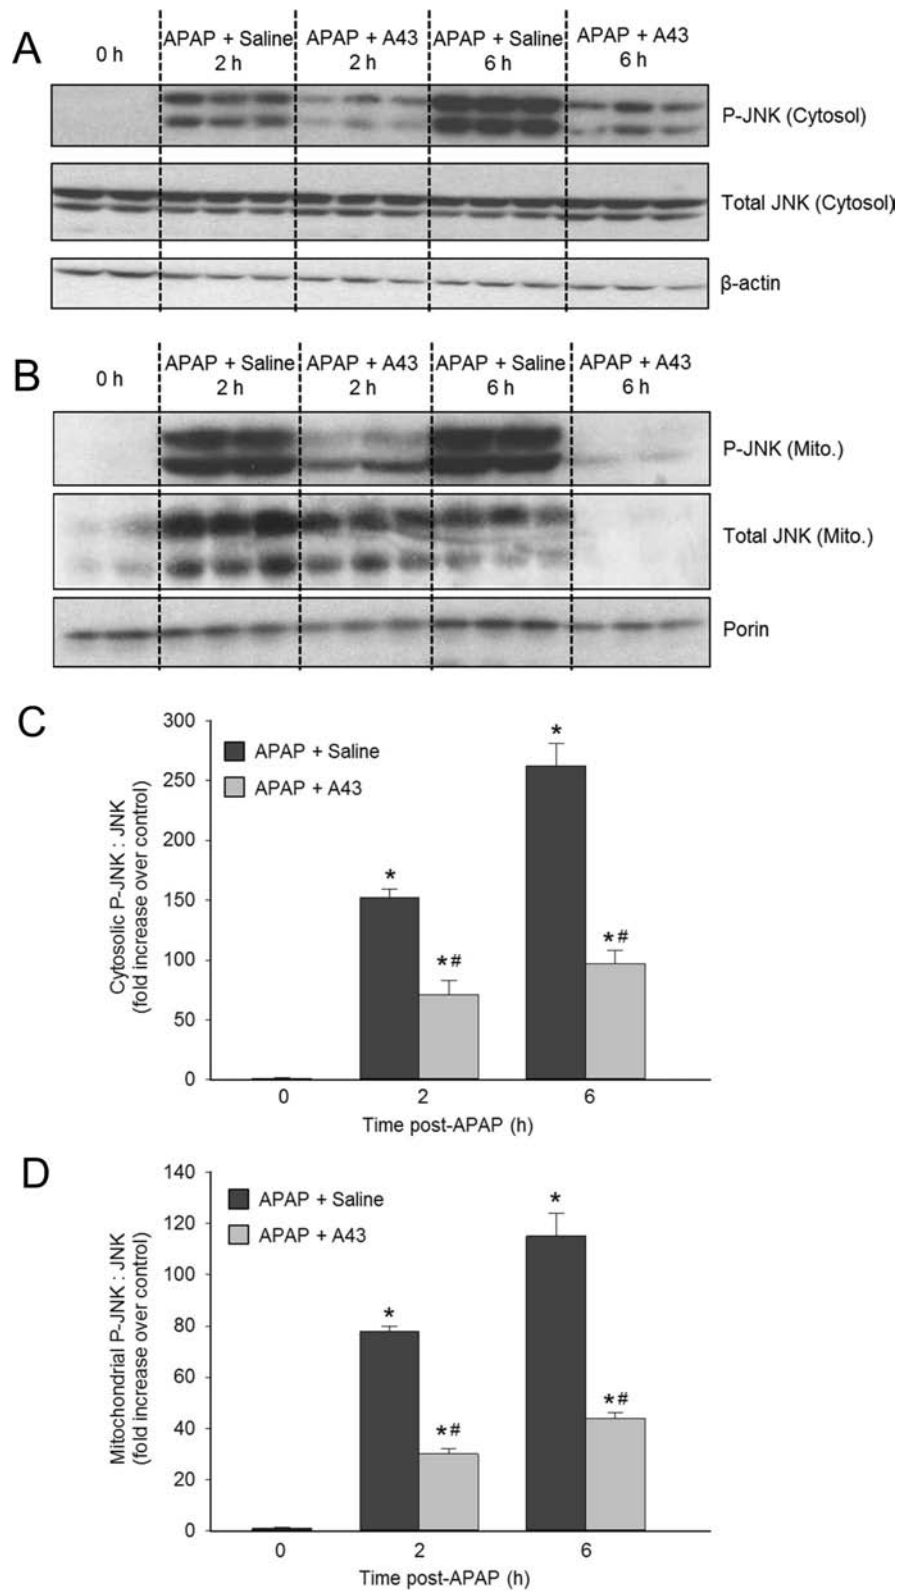 A
0 h
APAP + Saline
2 h
APAP + A43
2 h
APAP + Saline
6 h
APAP + A43
6 h
P-JNK (Cytosol)
Total JNK (Cytosol)
β-actin
B
0 h
APAP + Saline
2 h
APAP + A43
2 h
APAP + Saline
6 h
APAP + A43
6 h
P-JNK (Mito.)
Total JNK (Mito.)
Porin
C
Cytosolic P-JNK : JNK
(fold increase over control)
300
250
200
150
100
50
0
APAP + Saline
APAP + A43
*
*#
*
*#
0 2 6
Time post-APAP (h)
D
Mitochondrial P-JNK : JNK
(fold increase over control)
140
120
100
80
60
40
20
0
APAP + Saline
APAP + A43
*
*#
*
*#
0 2 6
Time post-APAP (h)